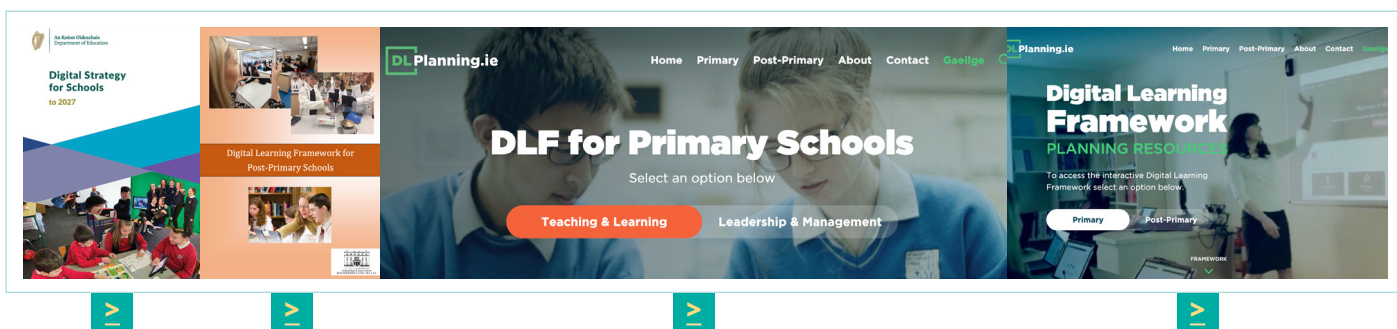 An Roinn Oideachais
Department of Education
Digital Strategy
for Schools
to 2027
Digital Learning Framework for
Post-Primary Schools
DLPlanning.ie
Home Primary Post-Primary About Contact Gaeilge
DLF for Primary Schools
Select an option below
Teaching & Learning
Leadership & Management
DLPlanning.ie
Home Primary Post-Primary About Contact Gaeilge
Digital Learning
Framework
PLANNING RESOURCES
To access the interactive Digital Learning
Framework select an option below.
Primary
Post-Primary
FRAMEWORK
>
>
>
>